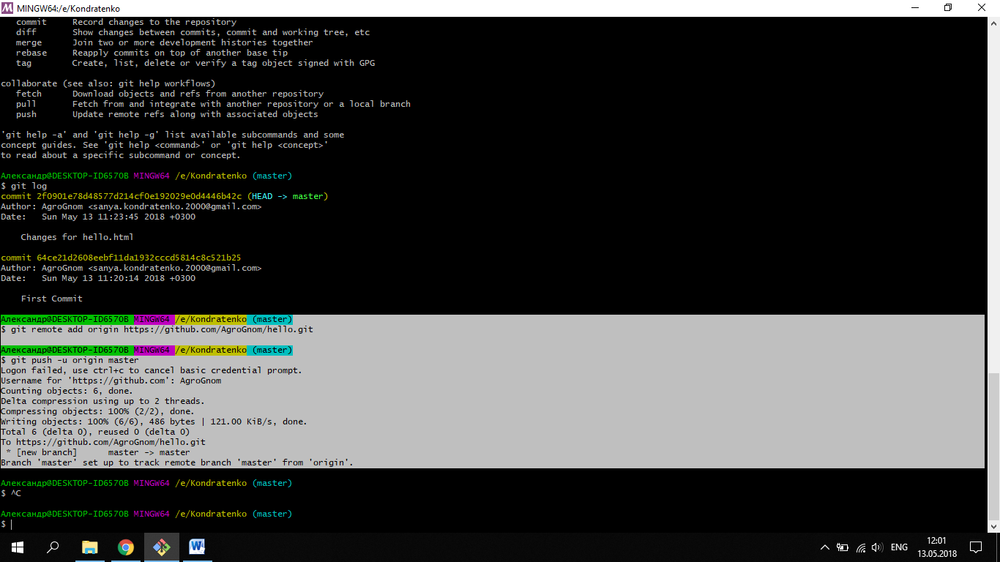 MINGW64:/e/Kondratenko
commit     Record changes to the repository
diff       Show changes between commits, commit and working tree, etc
merge      Join two or more development histories together
rebase     Reapply commits on top of another base tip
tag        Create, list, delete or verify a tag object signed with GPG
collaborate (see also: git help workflows)
fetch      Download objects and refs from another repository
pull       Fetch from and integrate with another repository or a local branch
push       Update remote refs along with associated objects
'git help -a' and 'git help -g' list available subcommands and some
concept guides. See 'git help <command>' or 'git help <concept>'
to read about a specific subcommand or concept.
Александр@DESKTOP-ID657OB MINGW64 /e/Kondratenko (master)
$ git log
commit 2f0901e78d48577d214cf0e192029e0d4446b42c (HEAD -> master)
Author: AgroGnom <sanya.kondratenko.2000@gmail.com>
Date:   Sun May 13 11:23:45 2018 +0300
Changes for hello.html
commit 64ce21d2608eebf11da1932cccd5814c8c521b25
Author: AgroGnom <sanya.kondratenko.2000@gmail.com>
Date:   Sun May 13 11:20:14 2018 +0300
First Commit
Александр@DESKTOP-ID657OB MINGW64 /e/Kondratenko (master)
$ git remote add origin https://github.com/AgroGnom/hello.git
Александр@DESKTOP-ID657OB MINGW64 /e/Kondratenko (master)
$ git push -u origin master
Logon failed, use ctrl+c to cancel basic credential prompt.
Username for 'https://github.com': AgroGnom
Counting objects: 6, done.
Delta compression using up to 2 threads.
Compressing objects: 100% (2/2), done.
Writing objects: 100% (6/6), 486 bytes | 121.00 KiB/s, done.
Total 6 (delta 0), reused 0 (delta 0)
To https://github.com/AgroGnom/hello.git
* [new branch]      master -> master
Branch 'master' set up to track remote branch 'master' from 'origin'.
Александр@DESKTOP-ID657OB MINGW64 /e/Kondratenko (master)
$ ^C
Александр@DESKTOP-ID657OB MINGW64 /e/Kondratenko (master)
$
ENG
12:01
13.05.2018